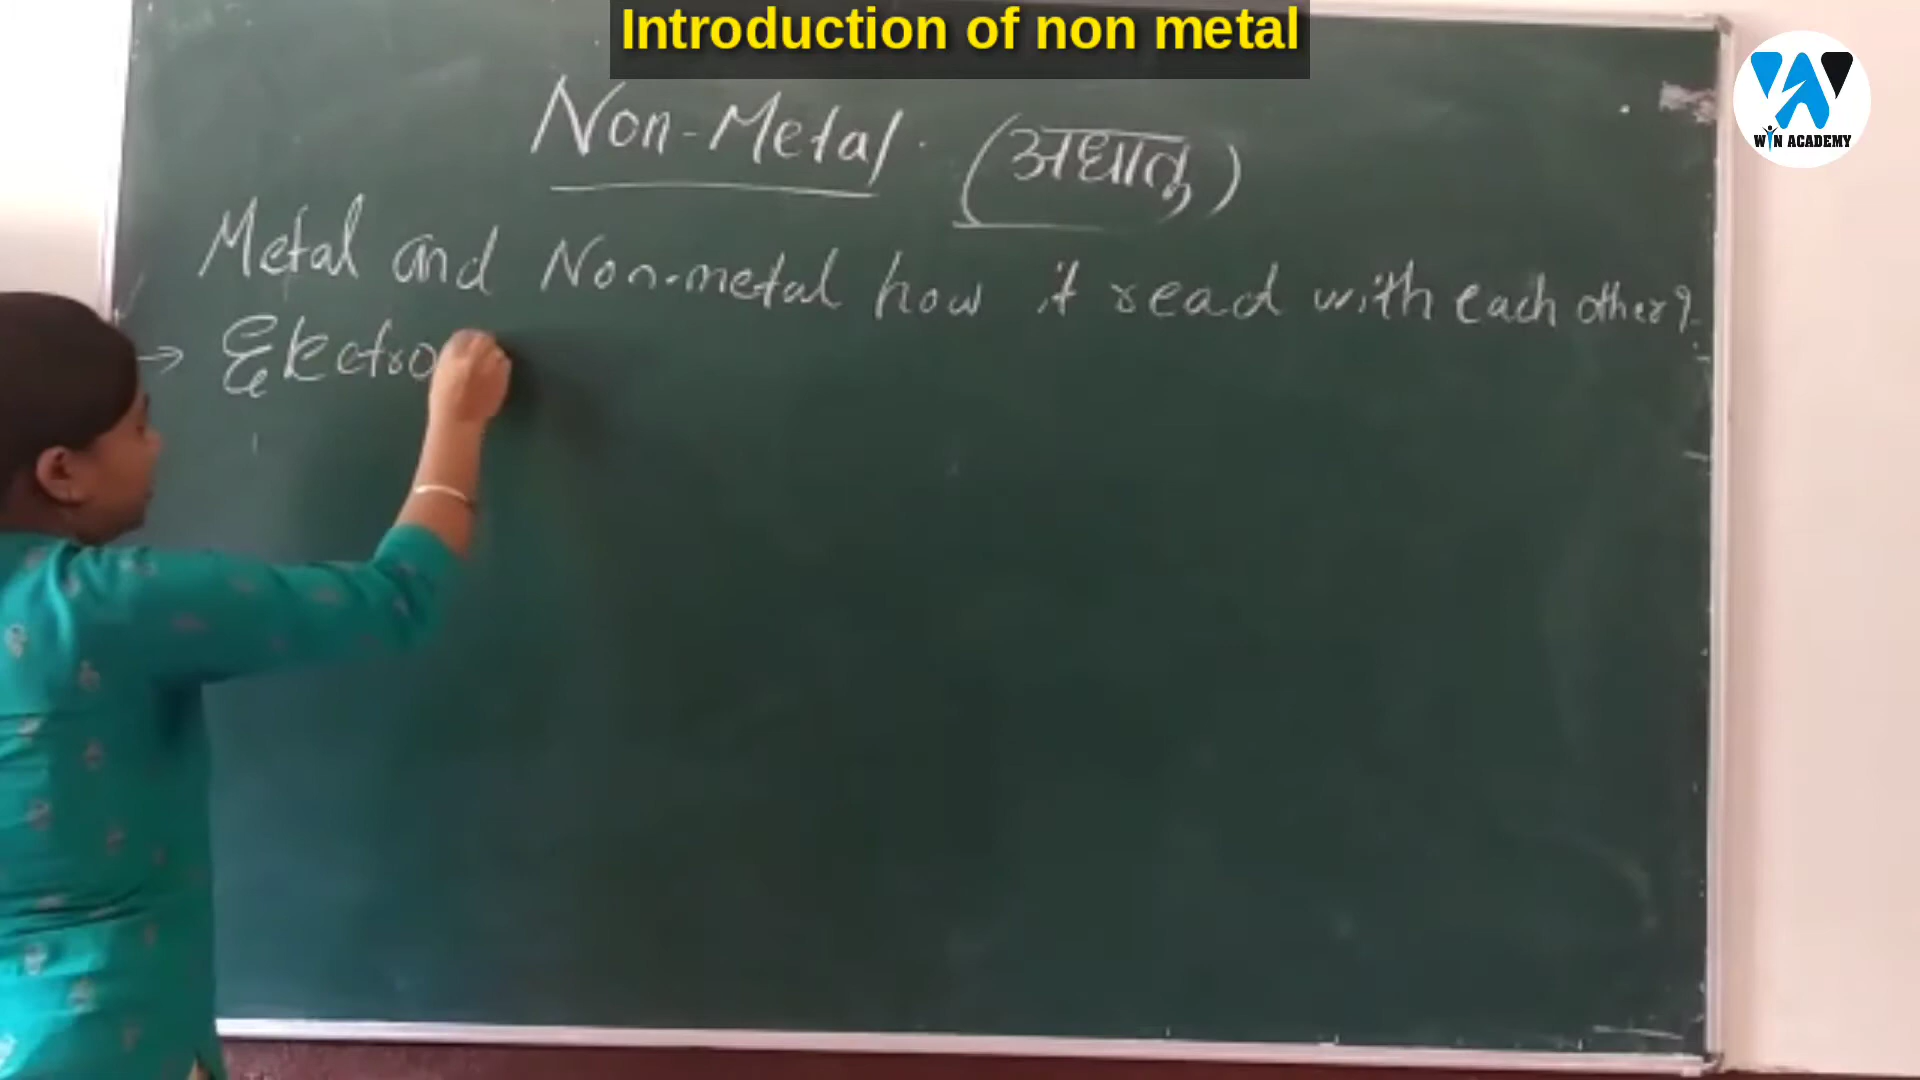 Introduction of non metal
WIN ACADEMY
Non-Metal. (अधातु)
Metal and Non-metal how it read with each other?
→ Electro